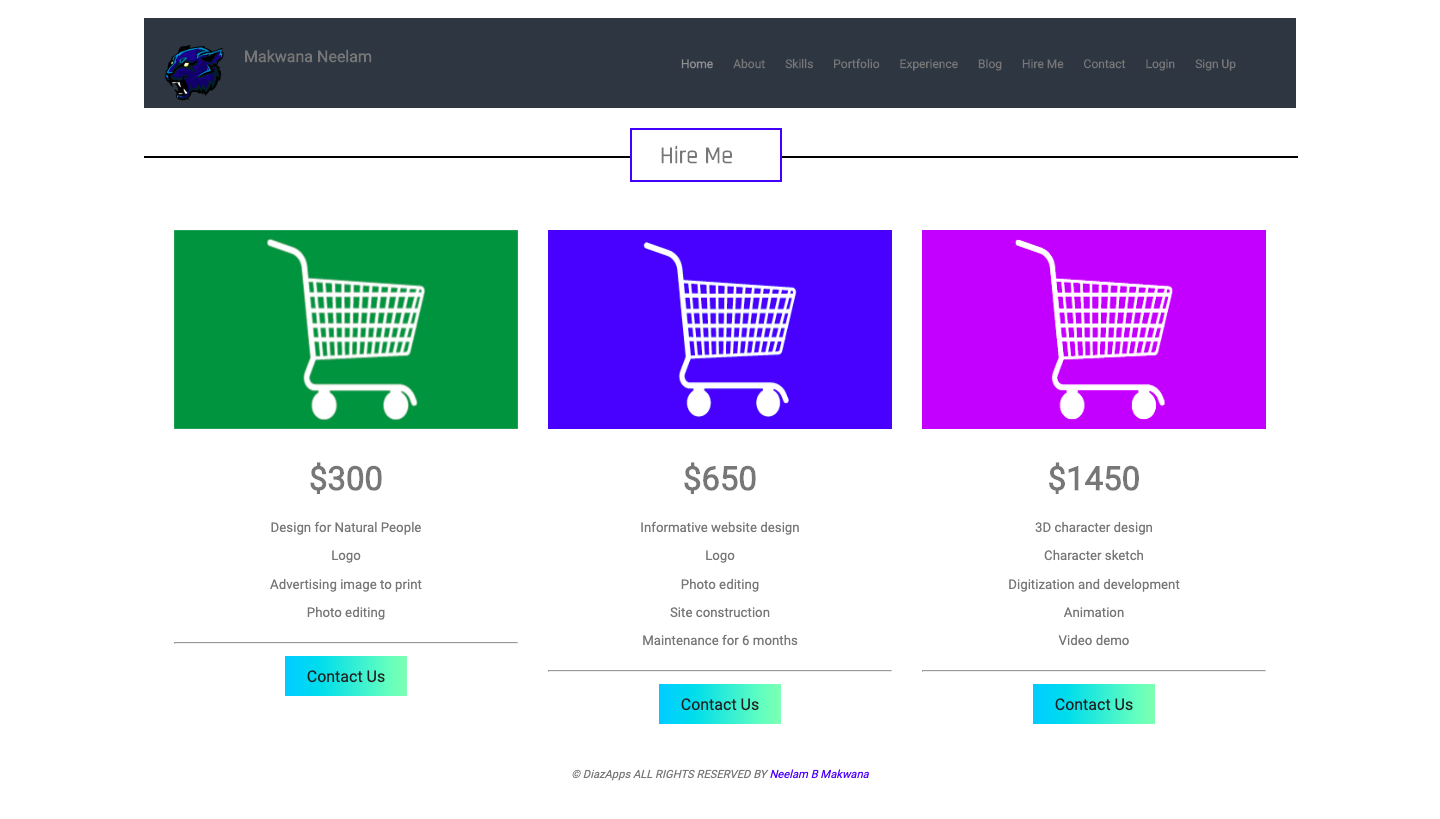 Makwana Neelam
Home About Skills Portfolio Experience Blog Hire Me Contact Login Sign Up
Hire Me
$300
Design for Natural People
Logo
Advertising image to print
Photo editing
Contact Us
$650
Informative website design
Logo
Photo editing
Site construction
Maintenance for 6 months
Contact Us
$1450
3D character design
Character sketch
Digitization and development
Animation
Video demo
Contact Us
© DiazApps ALL RIGHTS RESERVED BY Neelam B Makwana